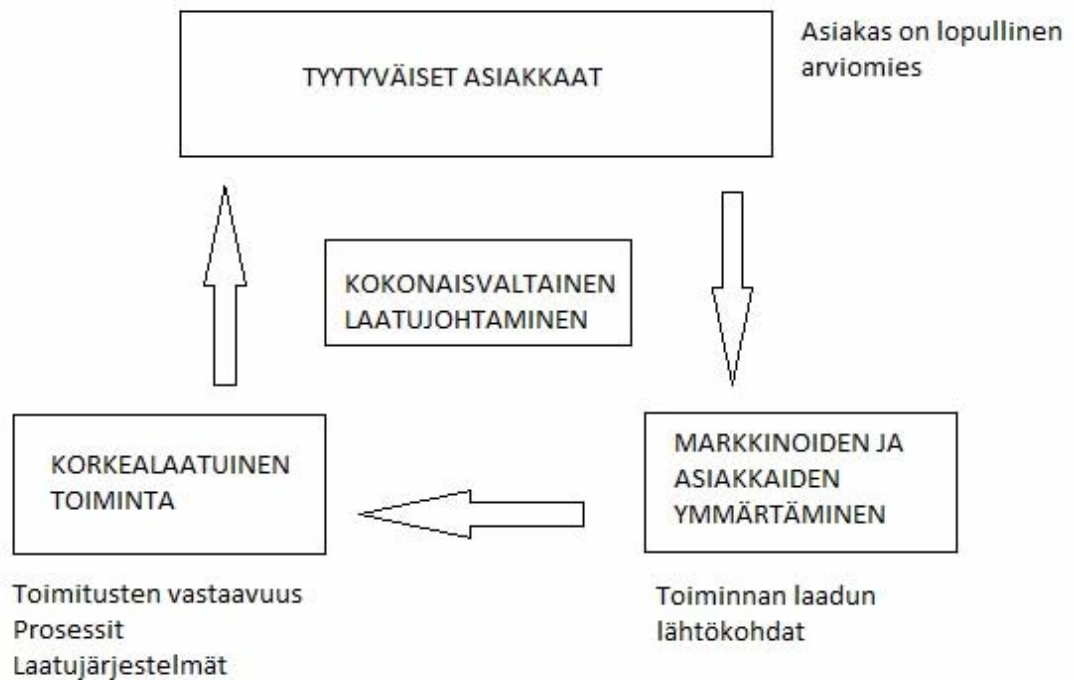 TYYTYVÄISET ASIAKKAAT
Asiakas on lopullinen
arviomies
KOKONAISVALTAINEN
LAATUJOHTAMINEN
KORKEALAATUINEN
TOIMINTA
MARKKINOIDEN JA
ASIAKKAIDEN
YMMÄRTÄMINEN
Toimitusten vastaavuus
Prosessit
Laatujärjestelmät
Toiminnan laadun
lähtökohdat